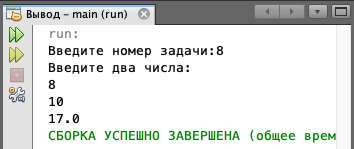 Вывод – main (run)
run:
Введите номер задачи:8
Введите два числа:
8
10
17.0
СБОРКА УСПЕШНО ЗАВЕРШЕНА (общее